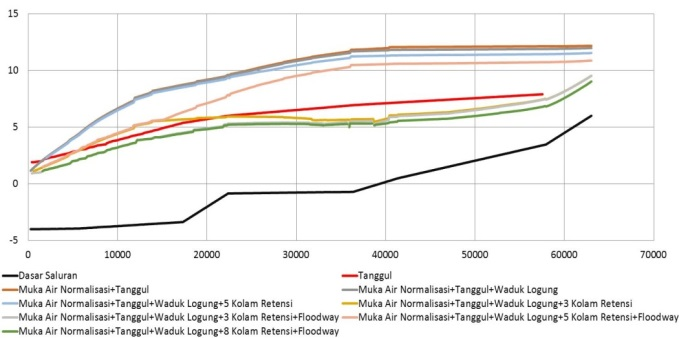 15
10
5
0
-5
0 10000 20000 30000 40000 50000 60000 70000
Dasar Saluran Tanggul
Muka Air Normalisasi+Tanggul Muka Air Normalisasi+Tanggul+Waduk Logung
Muka Air Normalisasi+Tanggul+Waduk Logung+5 Kolam Retensi Muka Air Normalisasi+Tanggul+Waduk Logung+3 Kolam Retensi
Muka Air Normalisasi+Tanggul+Waduk Logung+3 Kolam Retensi+Floodway Muka Air Normalisasi+Tanggul+Waduk Logung+5 Kolam Retensi+Floodway
Muka Air Normalisasi+Tanggul+Waduk Logung+8 Kolam Retensi+Floodway